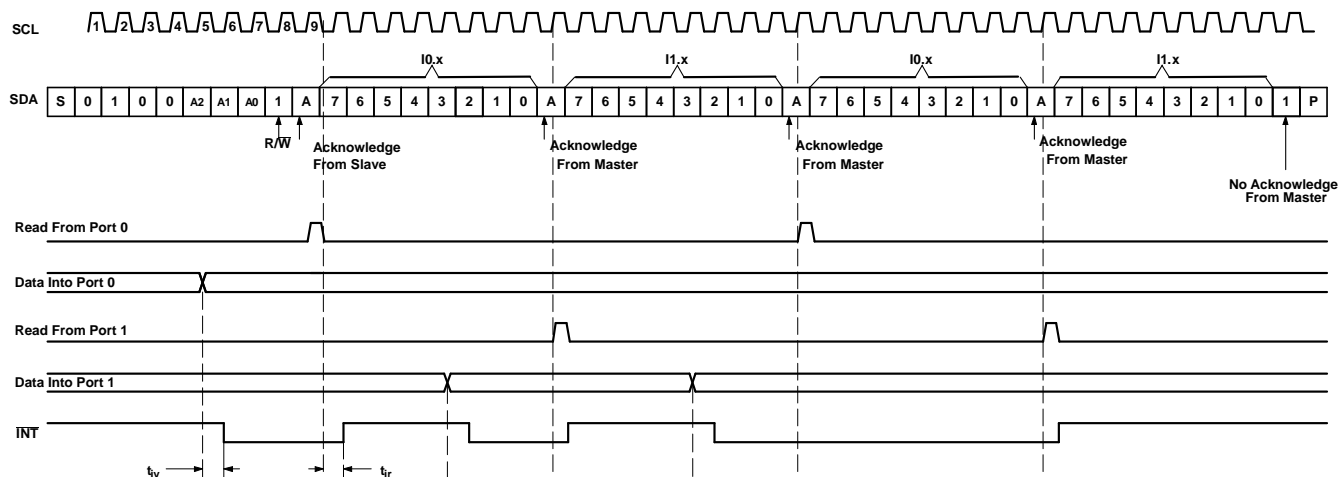 SCL 1 2 3 4 5 6 7 8 9
I0.x I1.x I0.x I1.x
SDA S 0 1 0 0 A2 A1 A0 1 A 7 6 5 4 3 2 1 0 A 7 6 5 4 3 2 1 0 A 7 6 5 4 3 2 1 0 A 7 6 5 4 3 2 1 0 1 P
R/W
Acknowledge
From Slave
Acknowledge
From Master
Acknowledge
From Master
Acknowledge
From Master
No Acknowledge
From Master
Read From Port 0
Data Into Port 0
Read From Port 1
Data Into Port 1
INT
tiv tir